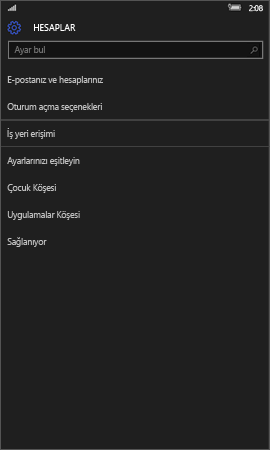 2:08
HESAPLAR
Ayar bul
E-postanız ve hesaplarınız
Oturum açma seçenekleri
İş yeri erişimi
Ayarlarınızı eşitleyin
Çocuk Köşesi
Uygulamalar Köşesi
Sağlanıyor